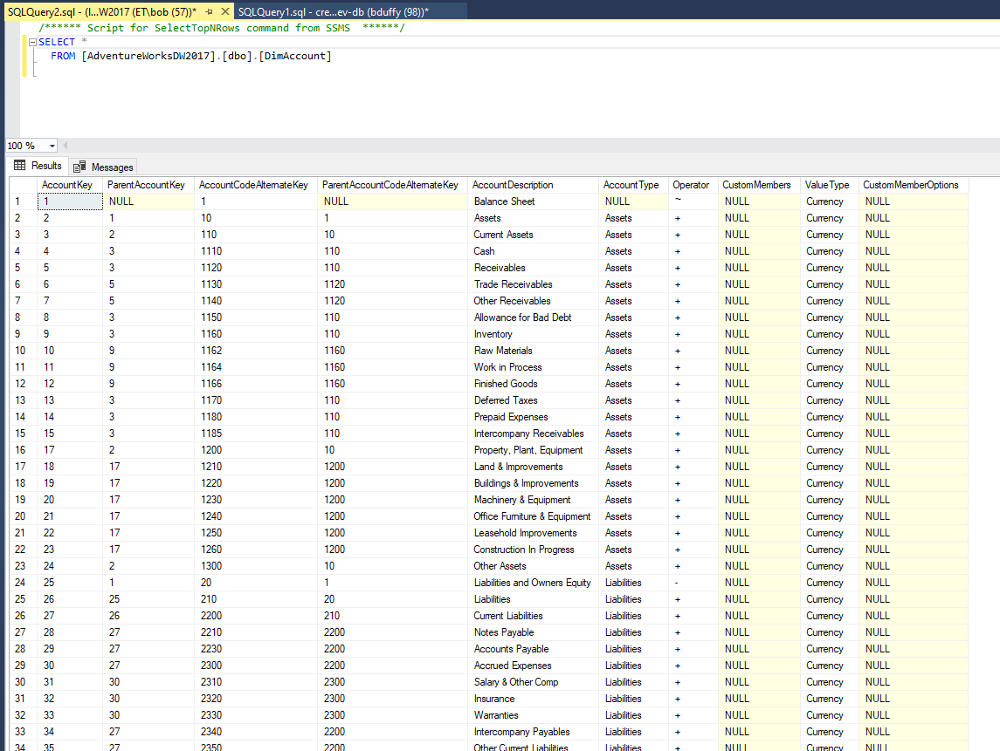 SQLQuery2.sql - (l...W2017 (ET\bob (57))* SQLQuery1.sql - cre...ev-db (bduffy (98))*
/****** Script for SelectTopNRows command from SSMS ******/
SELECT *
FROM [AdventureWorksDW2017].[dbo].[DimAccount]
100 %
Results Messages
AccountKey ParentAccountKey AccountCodeAlternateKey ParentAccountCodeAlternateKey AccountDescription AccountType Operator CustomMembers ValueType CustomMemberOptions
1 1 NULL 1 NULL Balance Sheet NULL ~ NULL Currency NULL
2 2 1 10 1 Assets Assets + NULL Currency NULL
3 3 2 110 10 Current Assets Assets + NULL Currency NULL
4 4 3 1110 110 Cash Assets + NULL Currency NULL
5 5 3 1120 110 Receivables Assets + NULL Currency NULL
6 6 5 1130 1120 Trade Receivables Assets + NULL Currency NULL
7 7 5 1140 1120 Other Receivables Assets + NULL Currency NULL
8 8 3 1150 110 Allowance for Bad Debt Assets + NULL Currency NULL
9 9 3 1160 110 Inventory Assets + NULL Currency NULL
10 10 9 1162 1160 Raw Materials Assets + NULL Currency NULL
11 11 9 1164 1160 Work in Process Assets + NULL Currency NULL
12 12 9 1166 1160 Finished Goods Assets + NULL Currency NULL
13 13 3 1170 110 Deferred Taxes Assets + NULL Currency NULL
14 14 3 1180 110 Prepaid Expenses Assets + NULL Currency NULL
15 15 3 1185 110 Intercompany Receivables Assets + NULL Currency NULL
16 17 2 1200 10 Property, Plant, Equipment Assets + NULL Currency NULL
17 18 17 1210 1200 Land & Improvements Assets + NULL Currency NULL
18 19 17 1220 1200 Buildings & Improvements Assets + NULL Currency NULL
19 20 17 1230 1200 Machinery & Equipment Assets + NULL Currency NULL
20 21 17 1240 1200 Office Furniture & Equipment Assets + NULL Currency NULL
21 22 17 1250 1200 Leasehold Improvements Assets + NULL Currency NULL
22 23 17 1260 1200 Construction In Progress Assets + NULL Currency NULL
23 24 2 1300 10 Other Assets Assets + NULL Currency NULL
24 25 1 20 1 Liabilities and Owners Equity Liabilities - NULL Currency NULL
25 26 25 210 20 Liabilities Liabilities + NULL Currency NULL
26 27 26 2200 210 Current Liabilities Liabilities + NULL Currency NULL
27 28 27 2210 2200 Notes Payable Liabilities + NULL Currency NULL
28 29 27 2230 2200 Accounts Payable Liabilities + NULL Currency NULL
29 30 27 2300 2200 Accrued Expenses Liabilities + NULL Currency NULL
30 31 30 2310 2300 Salary & Other Comp Liabilities + NULL Currency NULL
31 32 30 2320 2300 Insurance Liabilities + NULL Currency NULL
32 33 30 2330 2300 Warranties Liabilities + NULL Currency NULL
33 34 27 2340 2200 Intercompany Payables Liabilities + NULL Currency NULL
34 35 27 2350 2200 Other Current Liabilities Liabilities + NULL Currency NULL